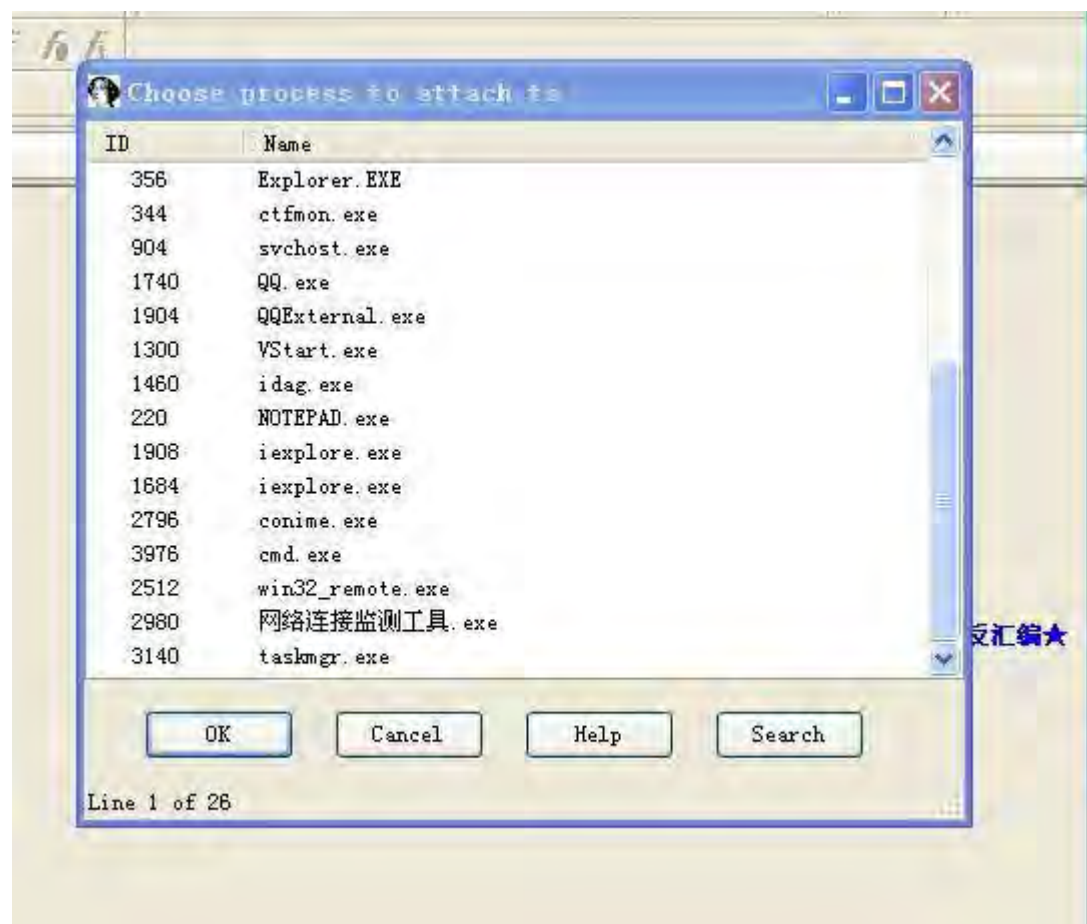 Choose process to attach to
ID Name
356 Explorer.EXE
344 ctfmon.exe
904 svchost.exe
1740 QQ.exe
1904 QQExternal.exe
1300 VStart.exe
1460 idag.exe
220 NOTEPAD.exe
1908 iexplore.exe
1684 iexplore.exe
2796 conime.exe
3976 cmd.exe
2512 win32_remote.exe
2980 网络连接监测工具.exe
3140 taskmgr.exe
反汇编★
OK Cancel Help Search
Line 1 of 26